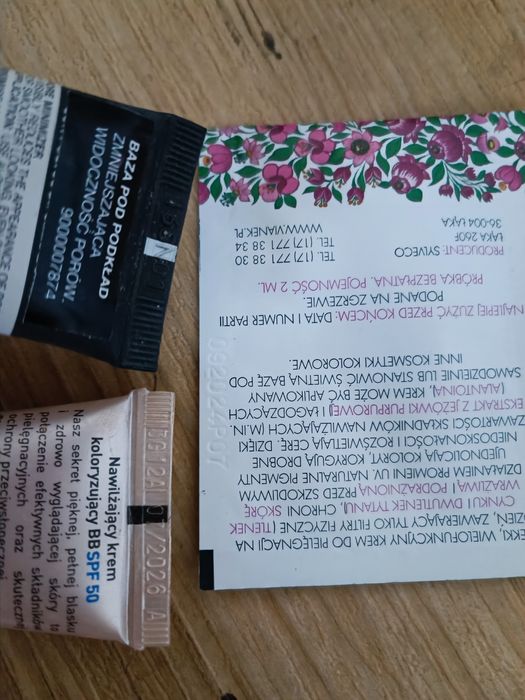 BAZA POD PODKŁAD
ZMNIEJSZAJĄCA
WIDOCZNOŚĆ PORÓW.
9000007874
Nawilżający krem
koloryzujący BB SPF 50
Nasz sekret pięknej, pełnej blasku
i zdrowo wyglądającej skóry to
połączenie efektywnych składników
pielęgnacyjnych oraz skutecznej
ochrony przeciwsłonecznej
/2026 A
LEKKI, WIELOFUNKCYJNY KREM DO PIELĘGNACJI NA
DZIEŃ, ZAWIERAJĄCY TYLKO FILTRY FIZYCZNE (TLENEK
CYNKU I DWUTLENEK TYTANU), CHRONI SKÓRĘ
WRAŻLIWĄ I PODRAŻNIONĄ PRZED SZKODLIWYM
DZIAŁANIEM PROMIENI UV. NATURALNE PIGMENTY
UJEDNOLICAJĄ KOLORYT, KORYGUJĄ DROBNE
NIEDOSKONAŁOŚCI I ROZŚWIETLAJĄ CERĘ. DZIĘKI
ZAWARTOŚCI SKŁADNIKÓW NAWILŻAJĄCYCH (M.IN.
EKSTRAKT Z JEŻÓWKI PURPUROWEJ) I ŁAGODZĄCYCH
(ALANTOINA), KREM MOŻE BYĆ APLIKOWANY
SAMODZIELNIE LUB STANOWIĆ ŚWIETNĄ BAZĘ POD
INNE KOSMETYKI KOLOROWE.
NAJLEPIEJ ZUŻYĆ PRZED KOŃCEM: DATA I NUMER PARTII
PODANE NA ZGRZEWIE.
PRÓBKA BEZPŁATNA. POJEMNOŚĆ 2 ML.
PRODUCENT: SYLVECO
ŁĄKA 260F
36-004 ŁĄKA
TEL. (17) 771 38 30
TEL. (17) 771 38 34
WWW.VIANEK.PL
092024P07